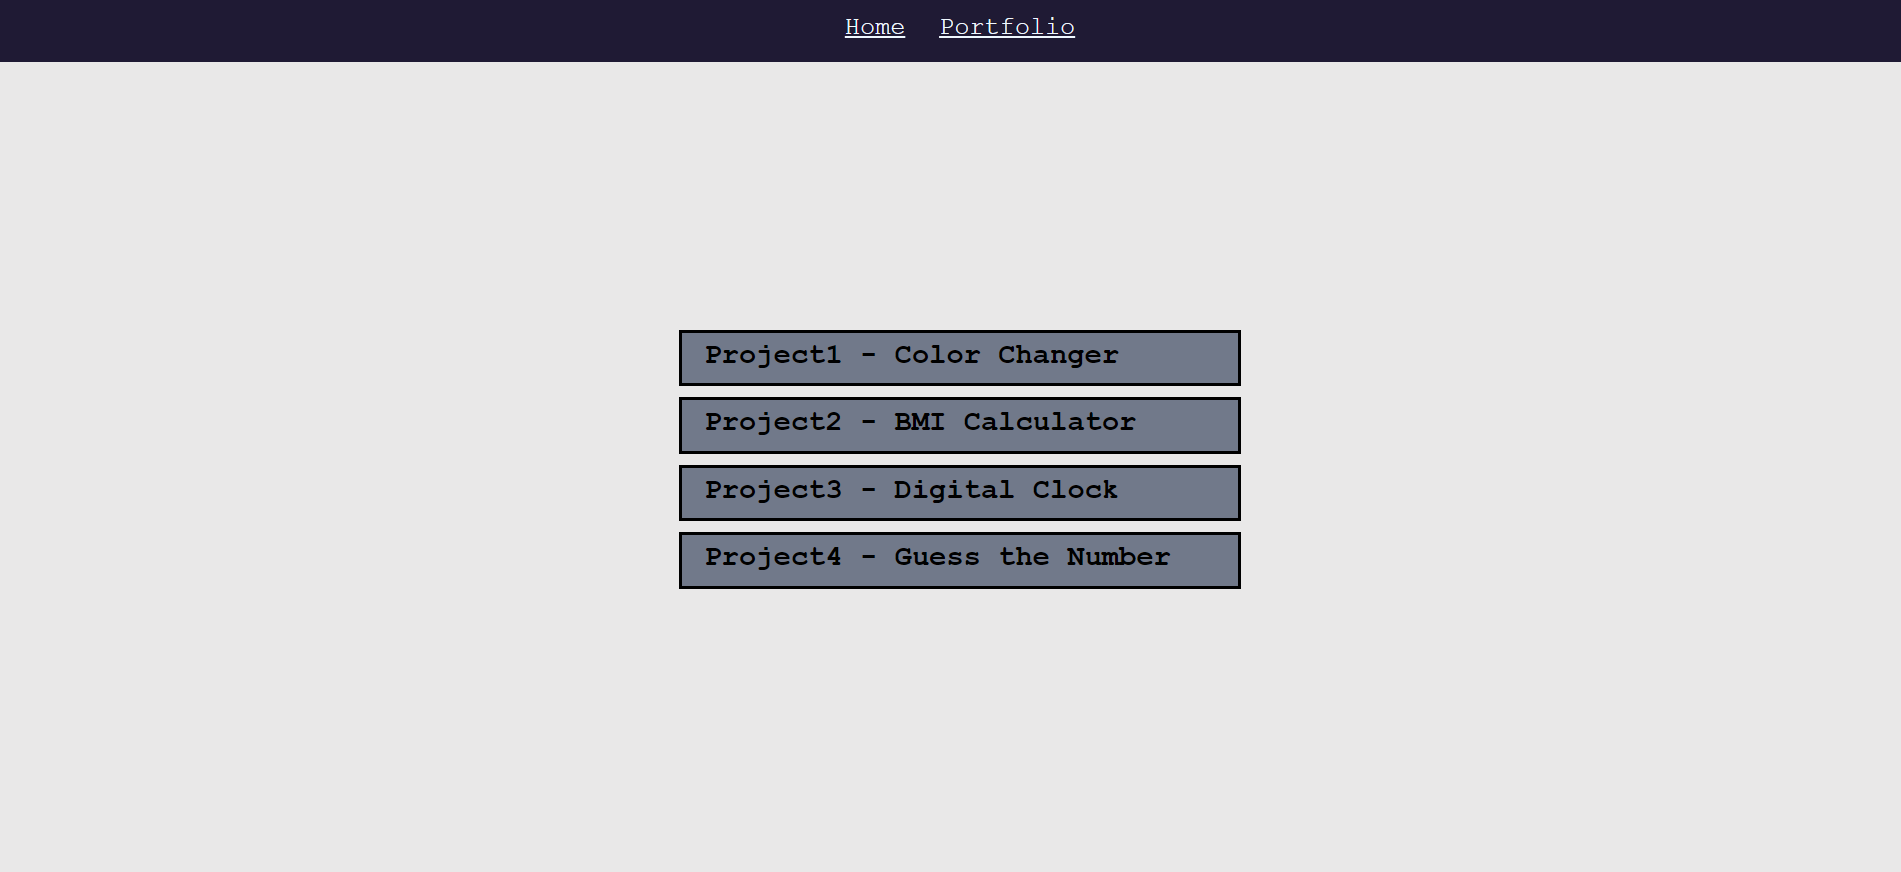 Home Portfolio
Project1 - Color Changer
Project2 - BMI Calculator
Project3 - Digital Clock
Project4 - Guess the Number